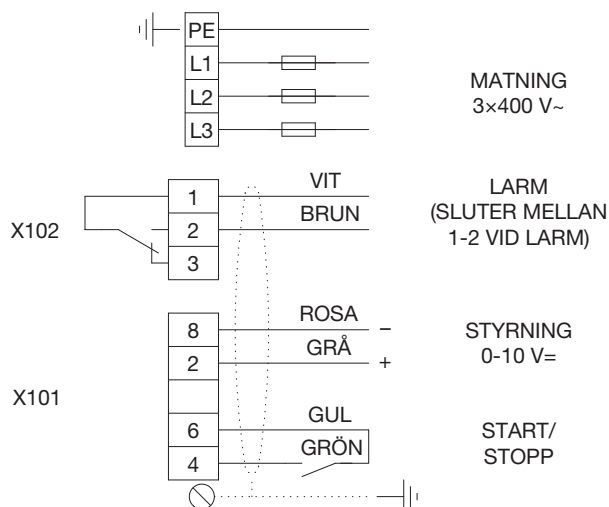 PE
L1
L2
L3
MATNING
3×400 V~
X102
1
2
3
VIT
BRUN
LARM
(SLUTER MELLAN
1-2 VID LARM)
X101
8
2
6
4
ROSA
–
GRÅ
+
GUL
GRÖN
STYRNING
0-10 V=
START/
STOPP